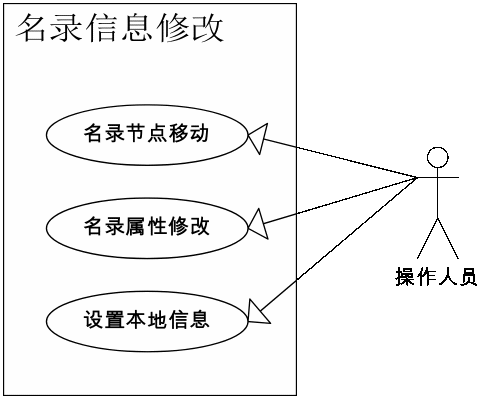 名录信息修改
名录节点移动
名录属性修改
设置本地信息
操作人员